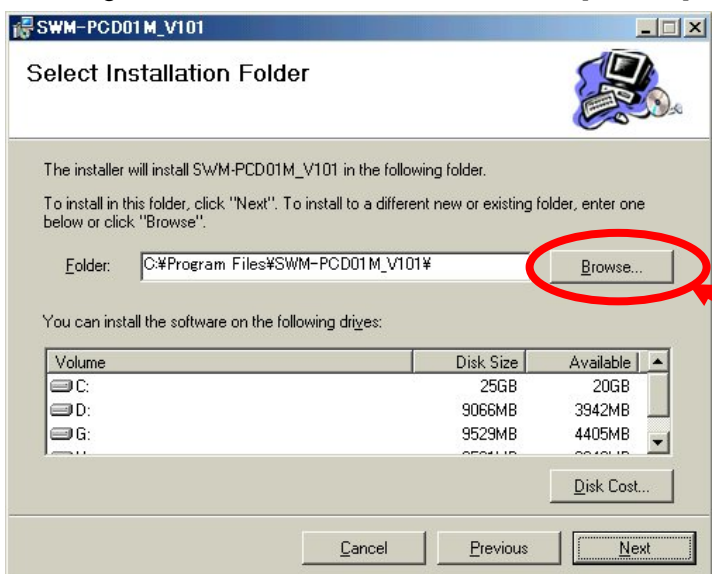 SWM-PCD01M_V101
Select Installation Folder
The installer will install SWM-PCD01M_V101 in the following folder.
To install in this folder, click "Next". To install to a different new or existing folder, enter one
below or click "Browse".
Folder: C:¥Program Files¥SWM-PCD01M_V101¥ Browse...
You can install the software on the following drives:
Volume Disk Size Available
C: 25GB 20GB
D: 9066MB 3942MB
G: 9529MB 4405MB
Disk Cost...
Cancel Previous Next